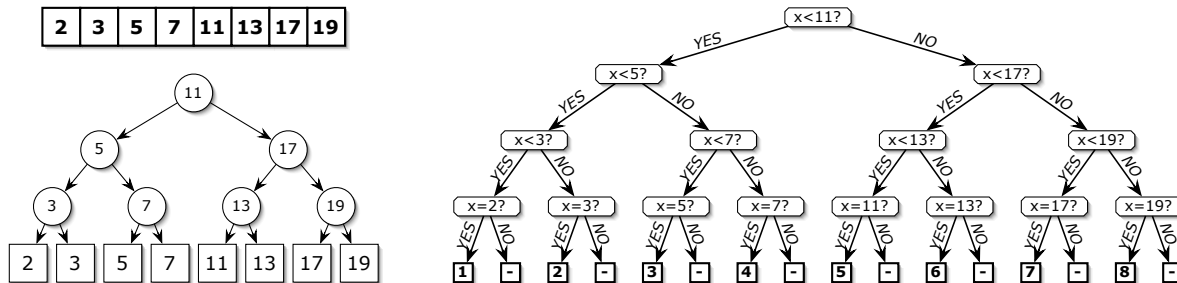 2 3 5 7 11 13 17 19
11
5 17
3 7 13 19
2 3 5 7 11 13 17 19
x<11?
YES NO
x<5? x<17?
YES NO YES NO
x<3? x<7? x<13? x<19?
YES NO YES NO YES NO YES NO
x=2? x=3? x=5? x=7? x=11? x=13? x=17? x=19?
YES NO YES NO YES NO YES NO YES NO YES NO YES NO YES NO
1 - 2 - 3 - 4 - 5 - 6 - 7 - 8 -